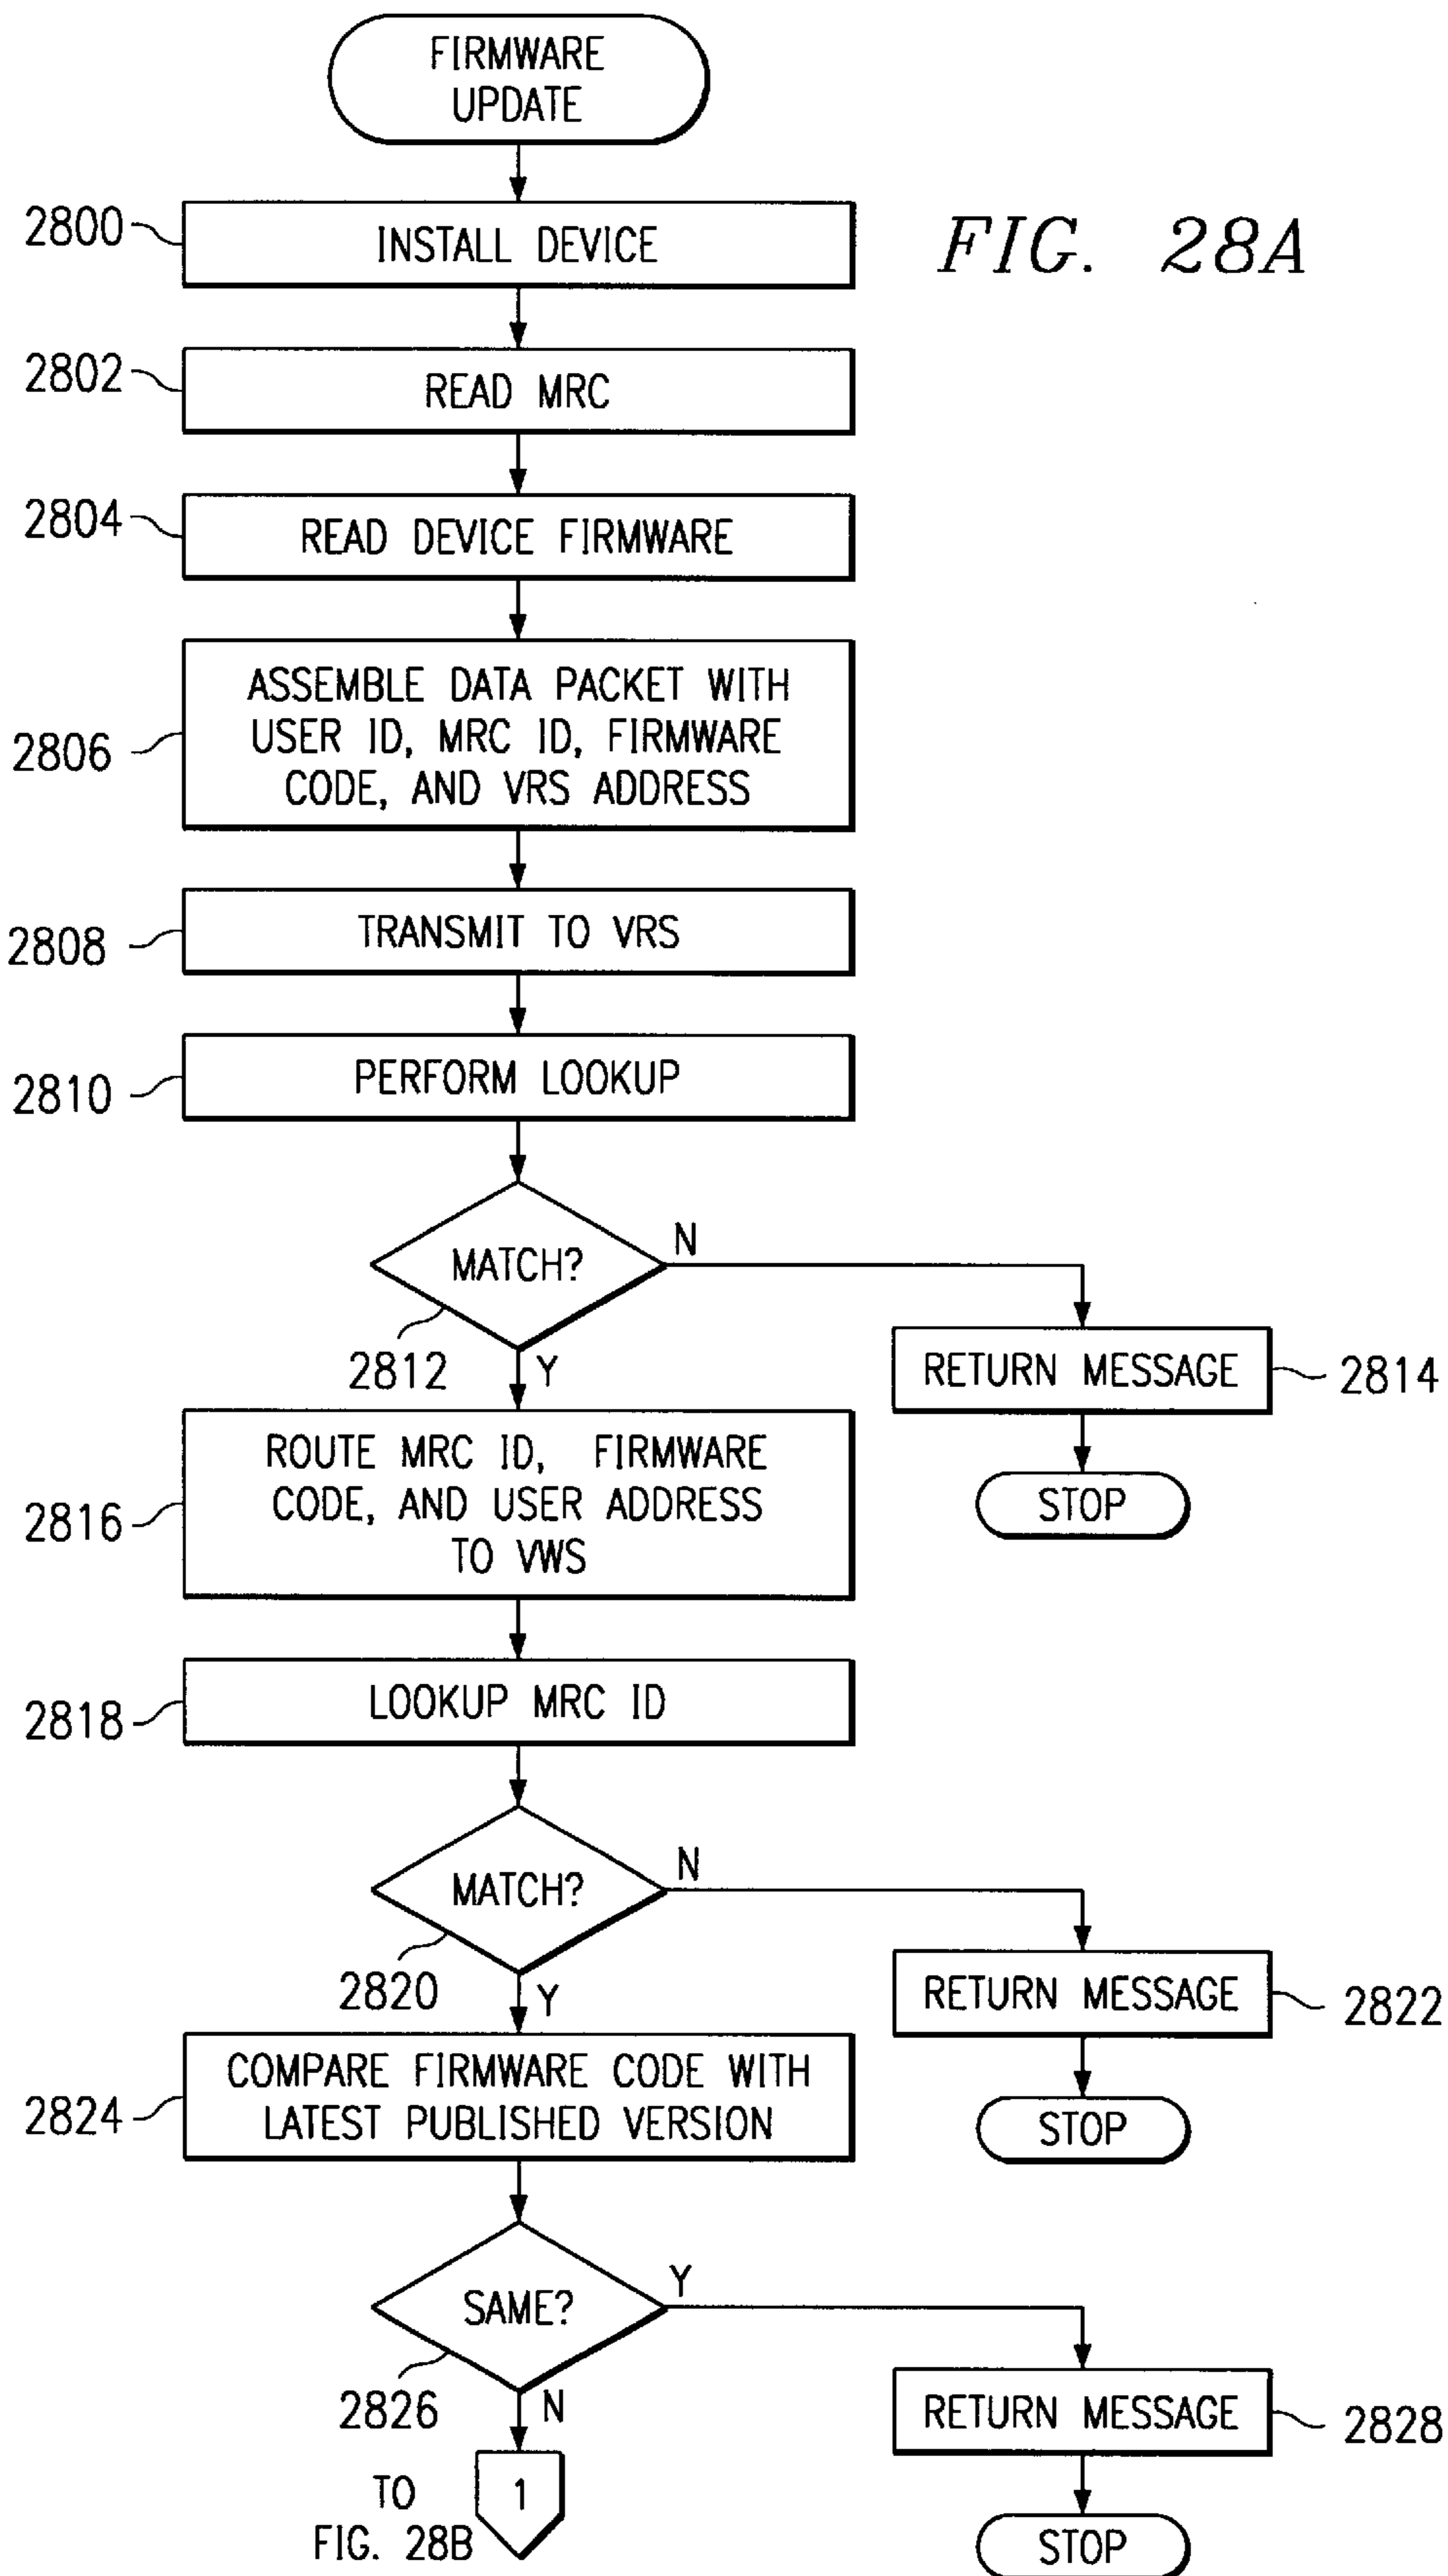 FIRMWARE
UPDATE
FIG. 28A
2800
INSTALL DEVICE
2802
READ MRC
2804
READ DEVICE FIRMWARE
2806
ASSEMBLE DATA PACKET WITH
USER ID, MRC ID, FIRMWARE
CODE, AND VRS ADDRESS
2808
TRANSMIT TO VRS
2810
PERFORM LOOKUP
MATCH?
N
2812
Y
RETURN MESSAGE
2814
STOP
2816
ROUTE MRC ID, FIRMWARE
CODE, AND USER ADDRESS
TO VWS
2818
LOOKUP MRC ID
MATCH?
N
2820
Y
RETURN MESSAGE
2822
STOP
2824
COMPARE FIRMWARE CODE WITH
LATEST PUBLISHED VERSION
SAME?
Y
2826
N
RETURN MESSAGE
2828
STOP
TO
FIG. 28B
1